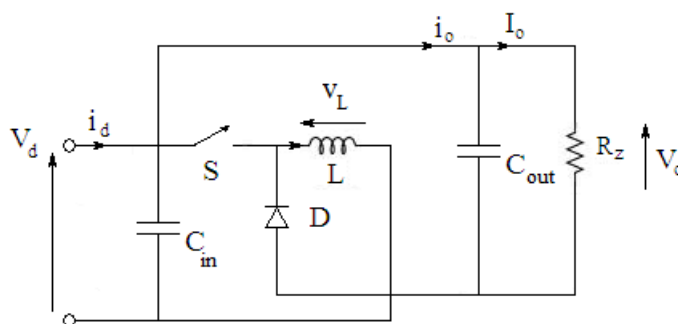 i_o I_o
v_L
V_d i_d
S L C_out R_z V_o
D
C_in